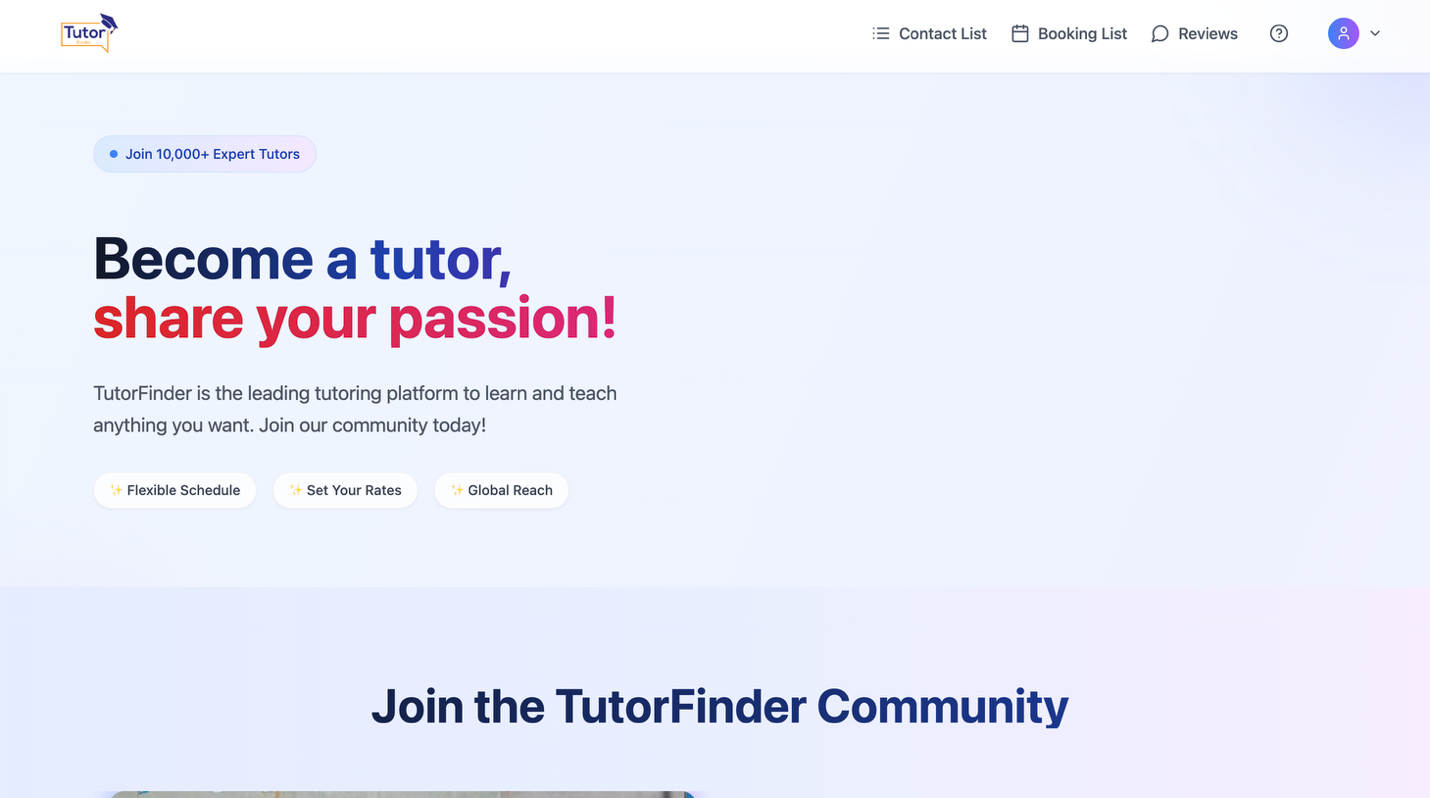 Tutor
Finder
Contact List
Booking List
Reviews
Join 10,000+ Expert Tutors
Become a tutor,
share your passion!
TutorFinder is the leading tutoring platform to learn and teach
anything you want. Join our community today!
✨ Flexible Schedule
✨ Set Your Rates
✨ Global Reach
Join the TutorFinder Community